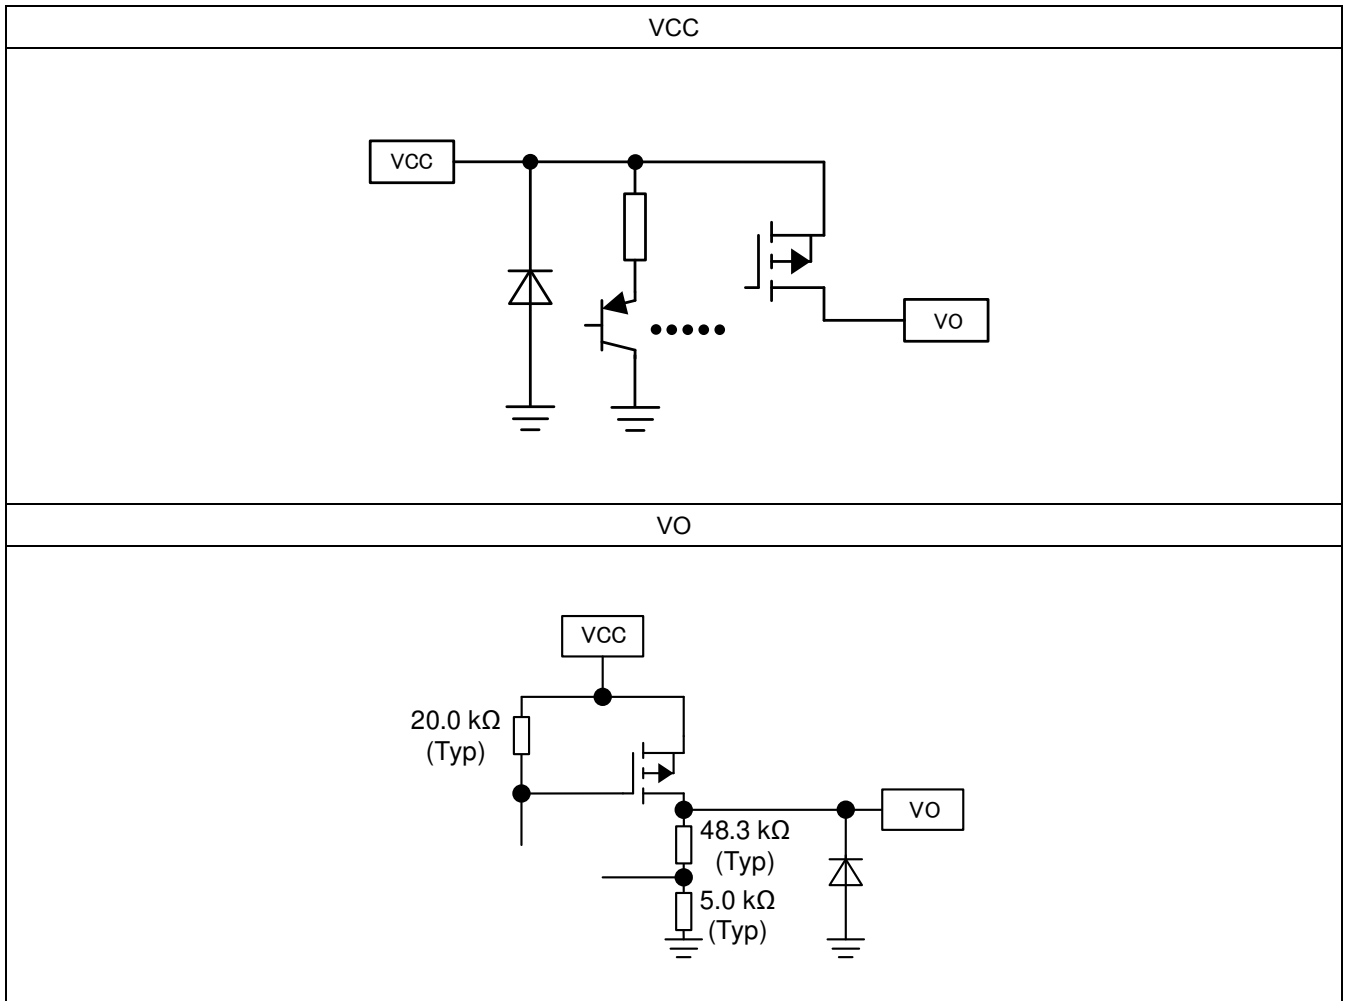 VCC
VCC
VO
VO
VCC
20.0 kΩ
(Typ)
VO
48.3 kΩ
(Typ)
5.0 kΩ
(Typ)